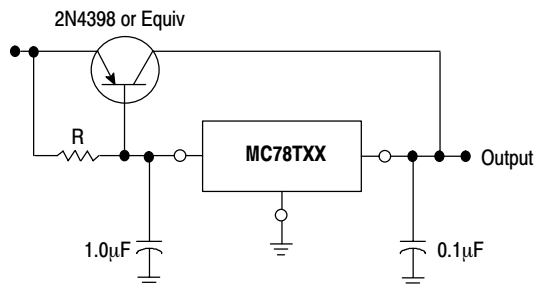 2N4398 or Equiv
R
MC78TXX
Output
1.0μF
0.1μF